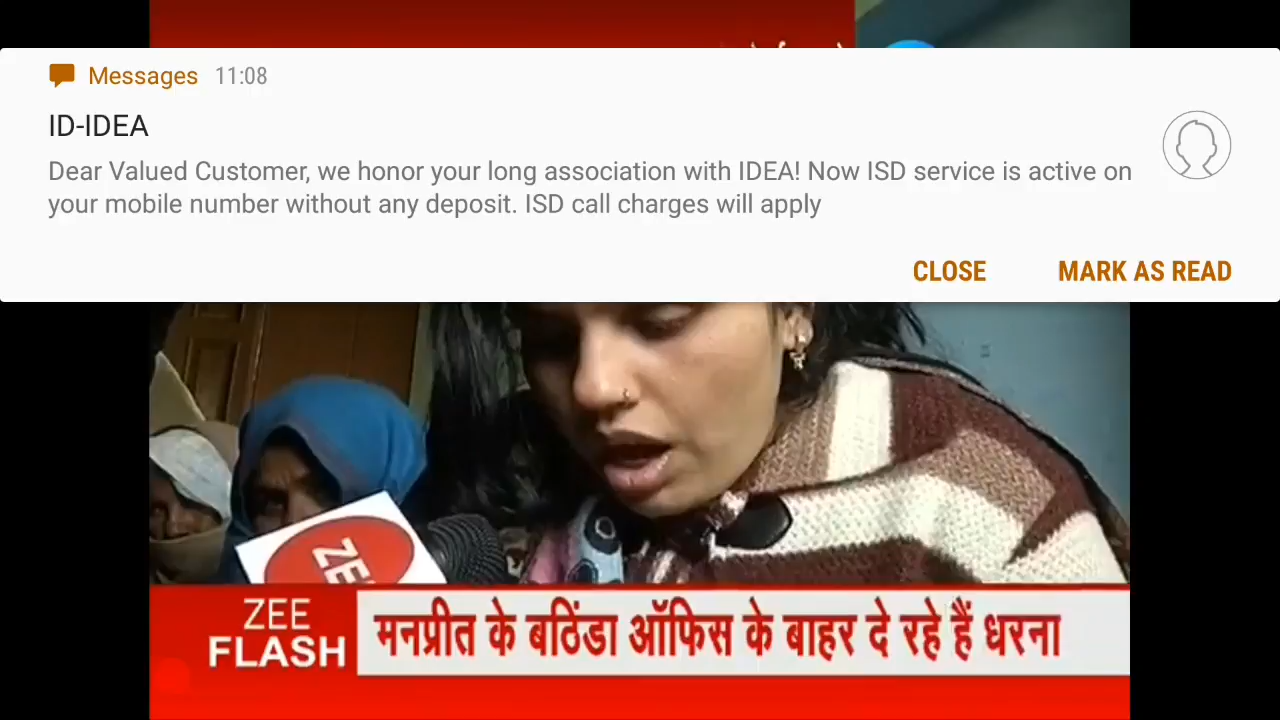 Messages 11:08
ID-IDEA
Dear Valued Customer, we honor your long association with IDEA! Now ISD service is active on
your mobile number without any deposit. ISD call charges will apply
CLOSE MARK AS READ
ZEE
FLASH
मनप्रीत के बठिंडा ऑफिस के बाहर दे रहे हैं धरना